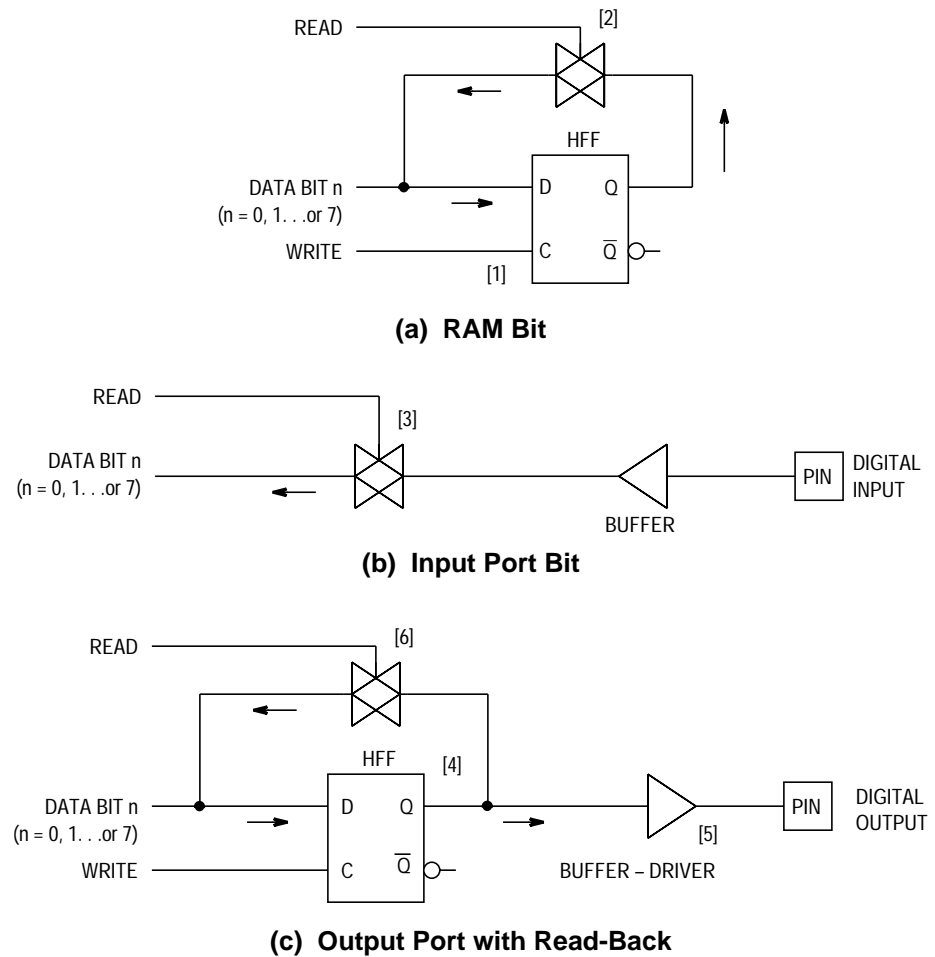 READ
[2]
HFF
DATA BIT n
(n = 0, 1. . .or 7)
D
Q
WRITE
C
Q̅
[1]
(a) RAM Bit
READ
[3]
DATA BIT n
(n = 0, 1. . .or 7)
PIN
DIGITAL
INPUT
BUFFER
(b) Input Port Bit
READ
[6]
HFF
[4]
DATA BIT n
(n = 0, 1. . .or 7)
D
Q
PIN
DIGITAL
OUTPUT
[5]
WRITE
C
Q̅
BUFFER – DRIVER
(c) Output Port with Read-Back